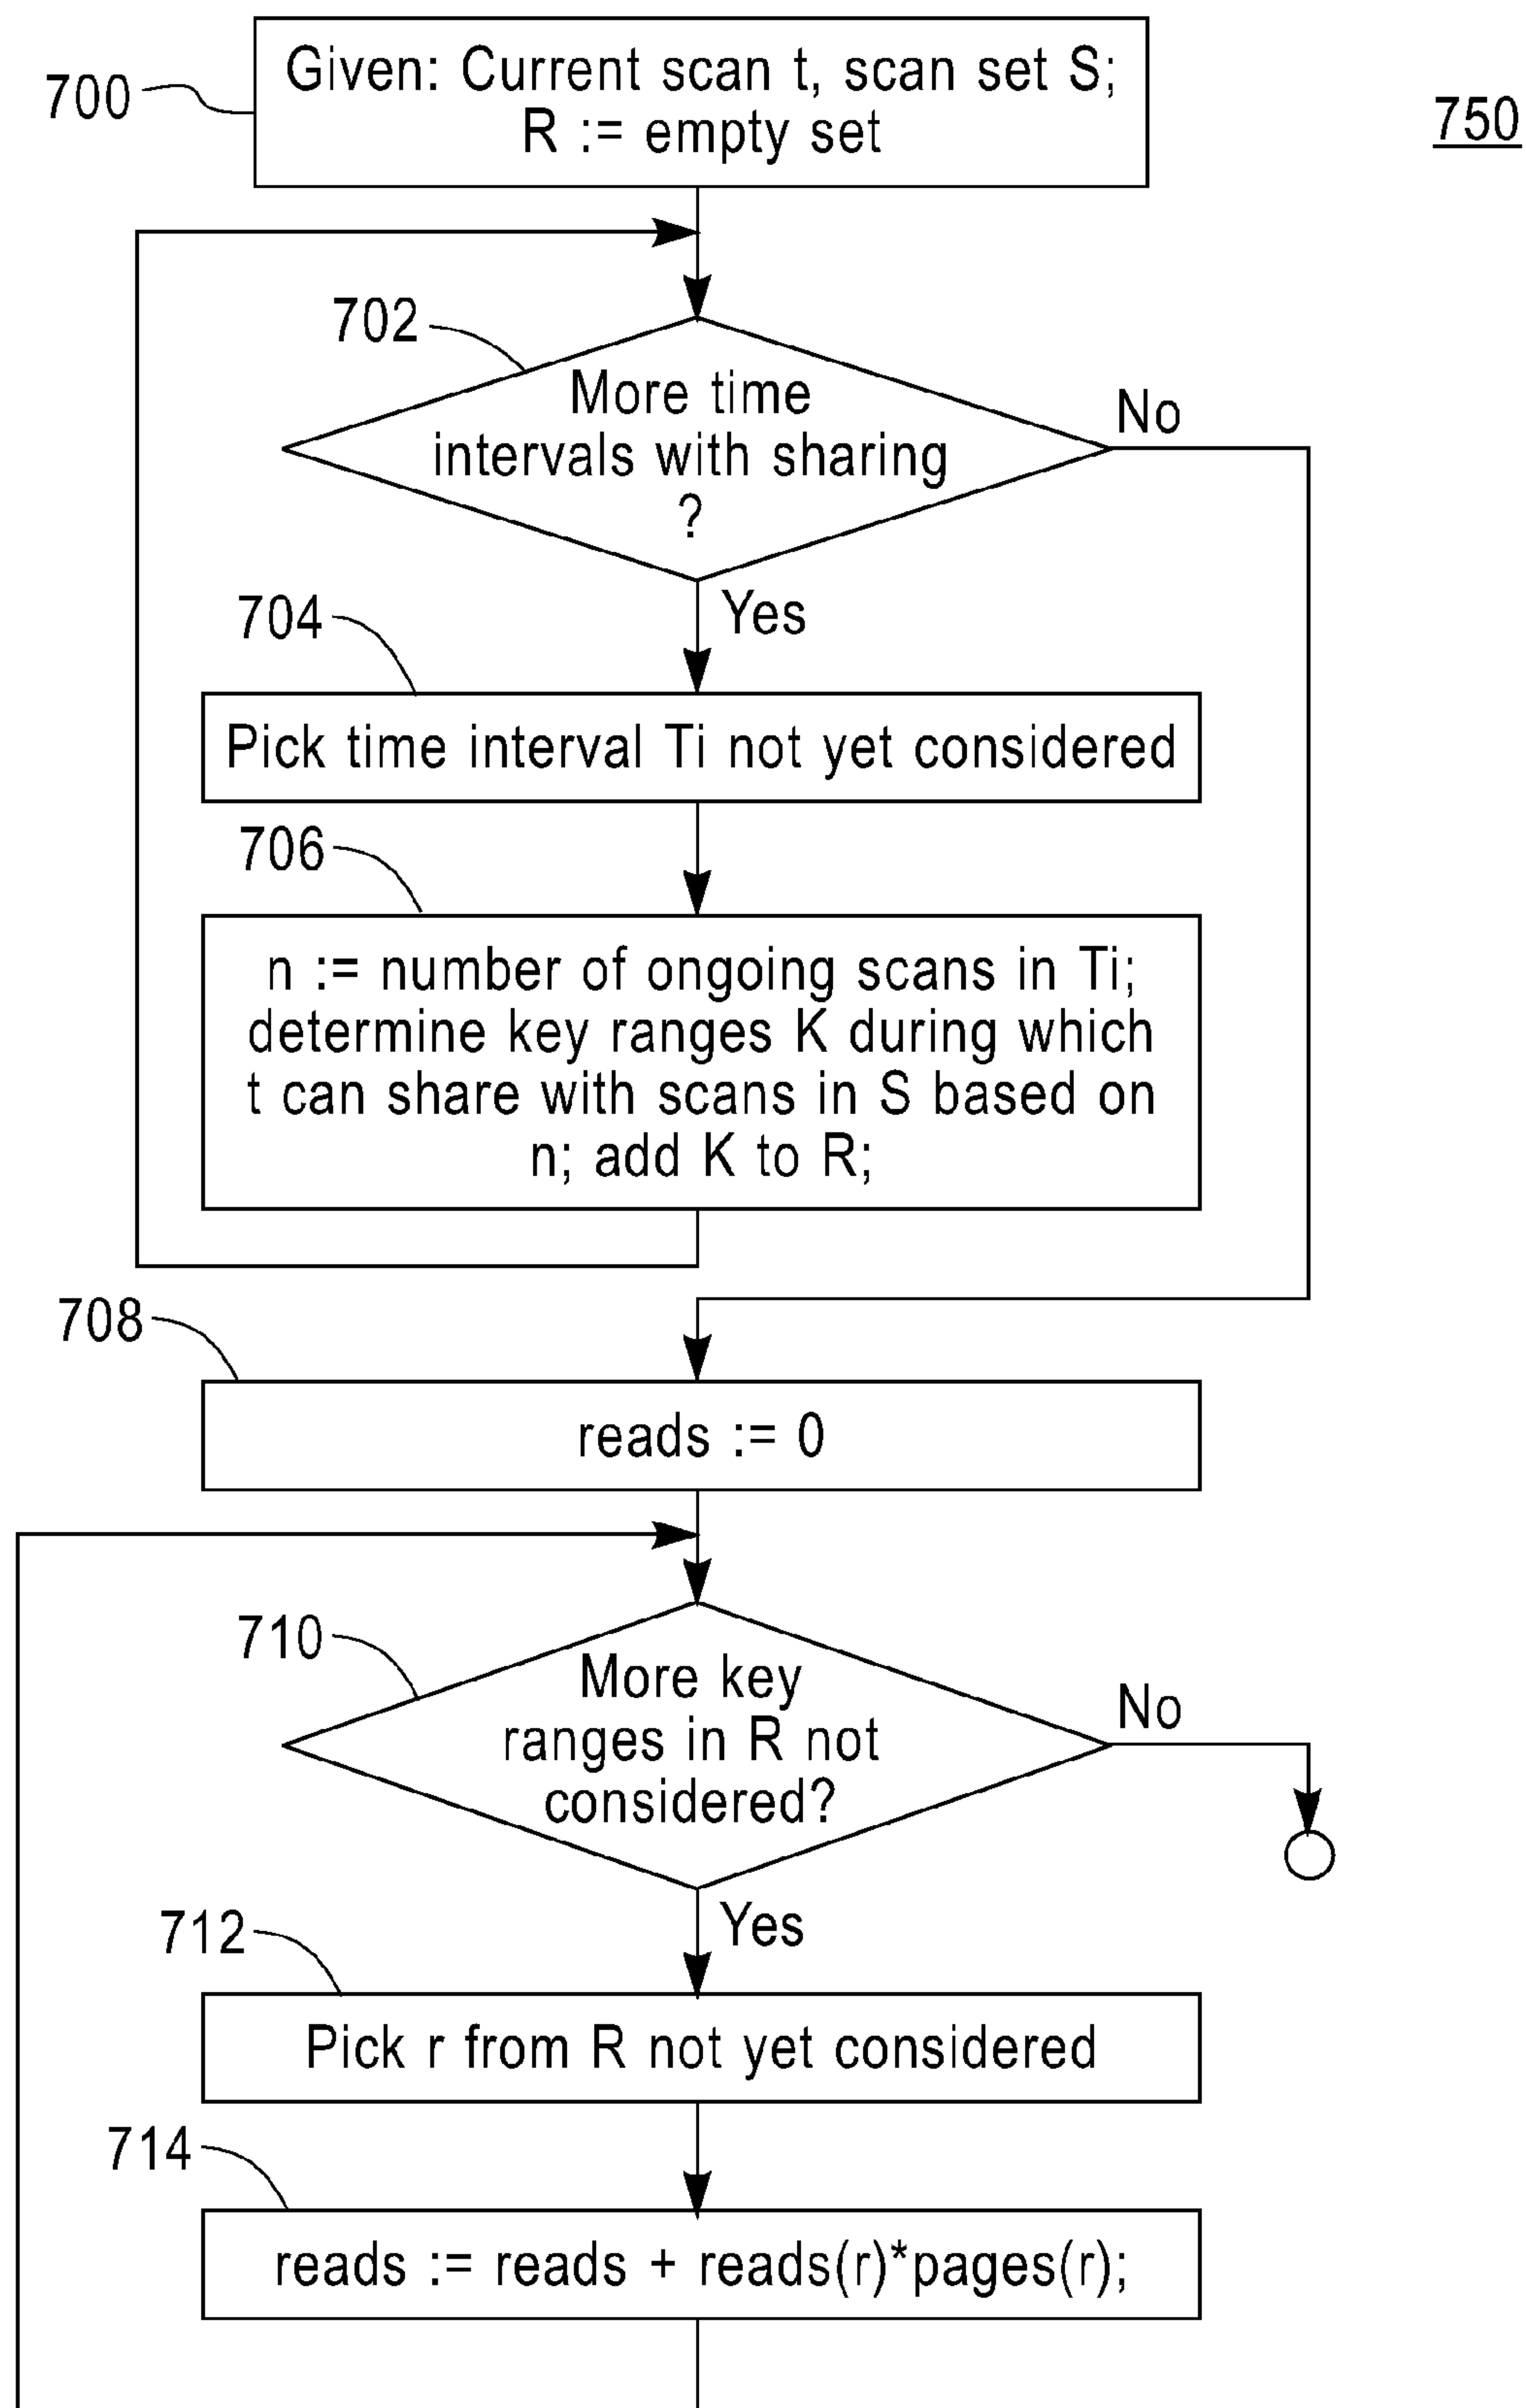 700
Given: Current scan t, scan set S;
R := empty set
750
702
More time
intervals with sharing
?
No
Yes
704
Pick time interval Ti not yet considered
706
n := number of ongoing scans in Ti;
determine key ranges K during which
t can share with scans in S based on
n; add K to R;
708
reads := 0
710
More key
ranges in R not
considered?
No
Yes
712
Pick r from R not yet considered
714
reads := reads + reads(r)*pages(r);